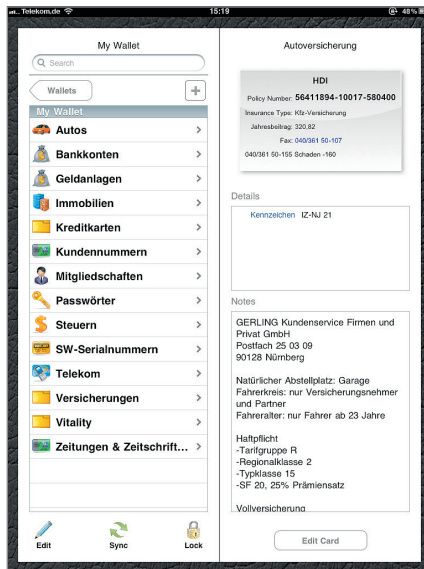 Telekom.de
15:19
48%
My Wallet
Search
Wallets
+
My Wallet
Autos
Bankkonten
Geldanlagen
Immobilien
Kreditkarten
Kundennummern
Mitgliedschaften
Passwörter
Steuern
SW-Serialnummern
Telekom
Versicherungen
Vitality
Zeitungen & Zeitschrift...
Edit
Sync
Lock
Autoversicherung
HDI
Policy Number: 56411894-10017-580400
Insurance Type: Kfz-Versicherung
Jahresbeitrag: 320,82
Fax: 040/361 50-107
040/361 50-155 Schaden -160
Details
Kennzeichen IZ-NJ 21
Notes
GERLING Kundenservice Firmen und
Privat GmbH
Postfach 25 03 09
90128 Nürnberg
Natürlicher Abstellplatz: Garage
Fahrerkreis: nur Versicherungsnehmer
und Partner
Fahreralter: nur Fahrer ab 23 Jahre
Haftpflicht
-Tarifgruppe R
-Regionalklasse 2
-Typklasse 15
-SF 20, 25% Prämiensatz
Vollversicherung
Edit Card